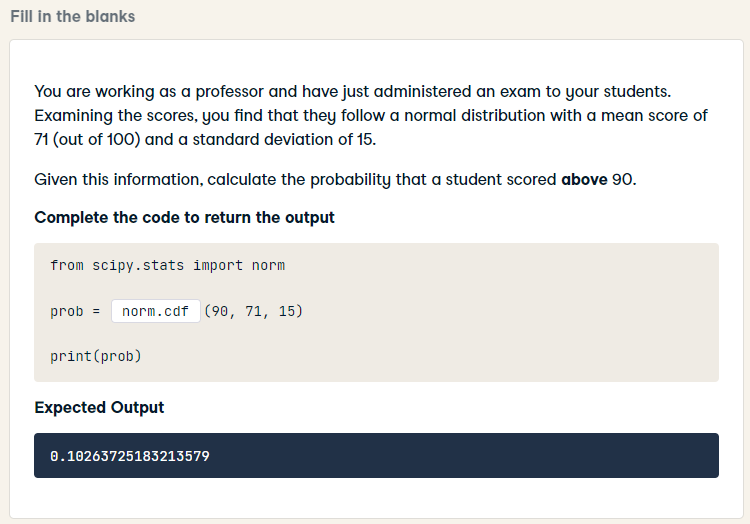 Fill in the blanks
You are working as a professor and have just administered an exam to your students.
Examining the scores, you find that they follow a normal distribution with a mean score of
71 (out of 100) and a standard deviation of 15.
Given this information, calculate the probability that a student scored above 90.
Complete the code to return the output
from scipy.stats import norm
prob = norm.cdf (90, 71, 15)
print(prob)
Expected Output
0.10263725183213579